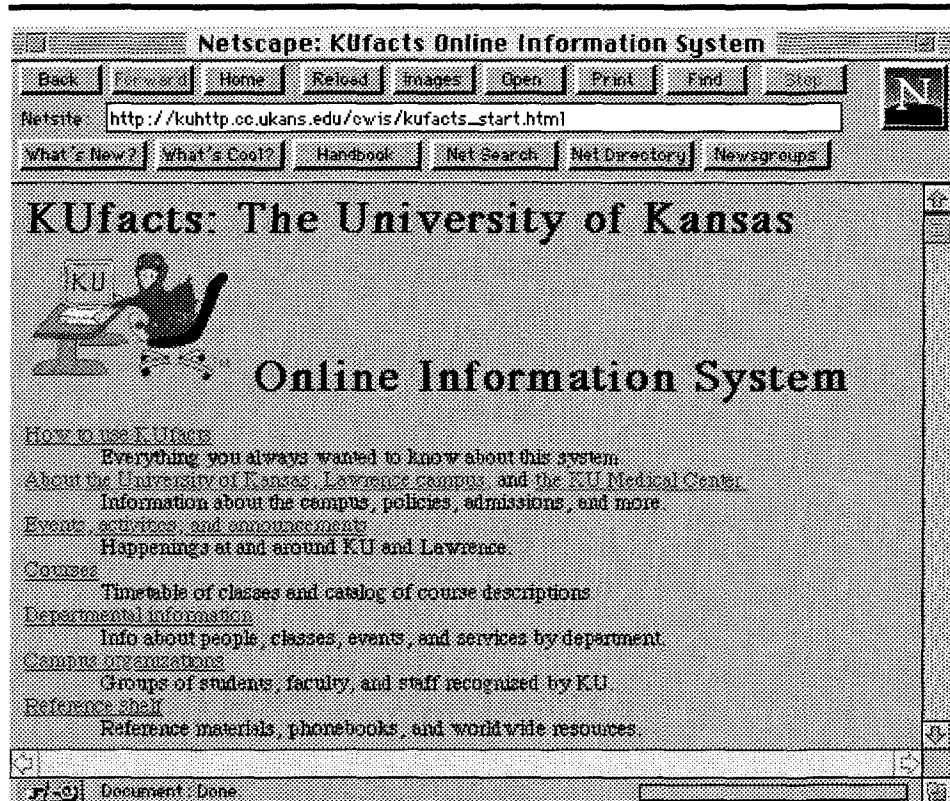 Netscape: KUfacts Online Information System
Back Forward Home Reload Images Open Print Find Stop
N
Netsite: http://kuhttp.cc.ukans.edu/cwis/kufacts_start.html
What's New? What's Cool? Handbook Net Search Net Directory Newsgroups
KUfacts: The University of Kansas
KU
Online Information System
How to use KUfacts
Everything you always wanted to know about this system.
About the University of Kansas, Lawrence campus, and the KU Medical Center.
Information about the campus, policies, admissions, and more.
Events, activities, and announcements
Happenings at and around KU and Lawrence.
Courses
Timetable of classes and catalog of course descriptions
Departmental information
Info about people, classes, events, and services by department.
Campus organizations
Groups of students, faculty, and staff recognized by KU.
Reference shelf
Reference materials, phonebooks, and worldwide resources.
Document: Done.